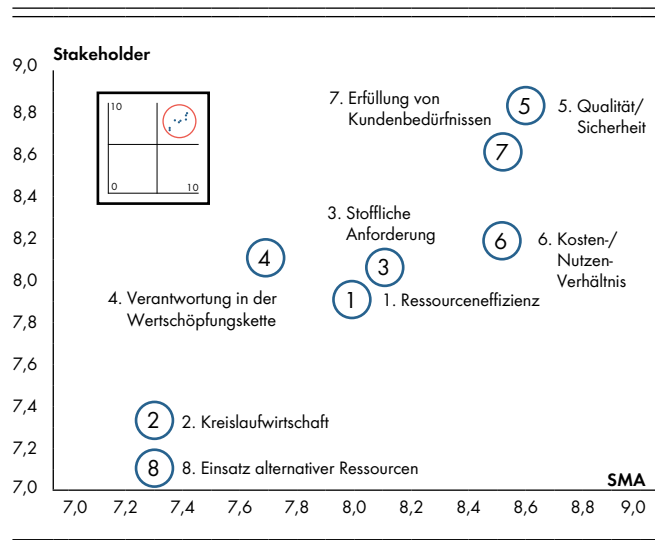 Stakeholder
9,0
8,8
8,6
8,4
8,2
8,0
7,8
7,6
7,4
7,2
7,0
10
0
10
7. Erfüllung von
Kundenbedürfnissen
5
5. Qualität/
Sicherheit
7
3. Stoffliche
Anforderung
6
6. Kosten-/
Nutzen-
Verhältnis
4
3
4. Verantwortung in der
Wertschöpfungskette
1
1. Ressourceneffizienz
2
2. Kreislaufwirtschaft
8
8. Einsatz alternativer Ressourcen
SMA
7,0 7,2 7,4 7,6 7,8 8,0 8,2 8,4 8,6 8,8 9,0